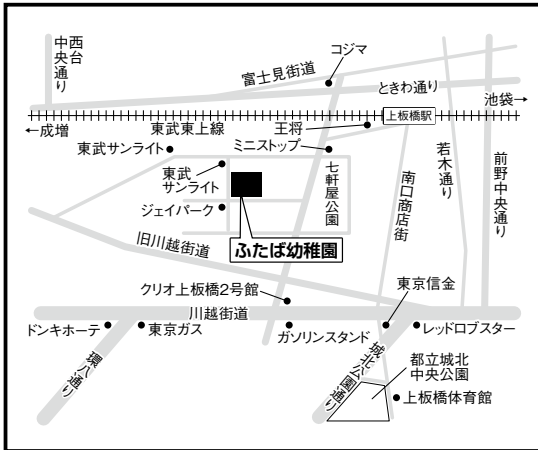 西台
中央通り
富士見街道
コジマ
ときわ通り
池袋→
←成増
東武東上線
王将
上板橋駅
東武サンライト
ミニストップ
東武
サンライト
ジェイパーク
七軒屋公園
南口商店街
若木通り
前野中央通り
旧川越街道
ふたば幼稚園
クリオ上板橋2号館
川越街道
東京信金
ドンキホーテ
東京ガス
ガソリンスタンド
レッドロブスター
環八通り
城北公園通り
都立城北
中央公園
上板橋体育館